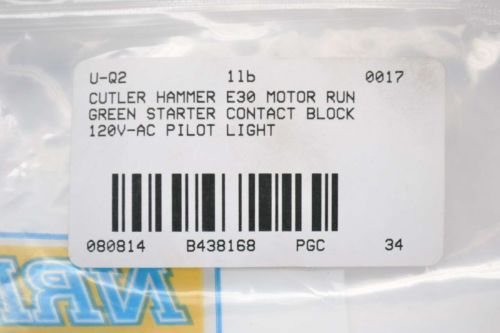 U-Q2 1lb 0017
CUTLER HAMMER E30 MOTOR RUN
GREEN STARTER CONTACT BLOCK
120V-AC PILOT LIGHT
080814 B438168 PGC 34